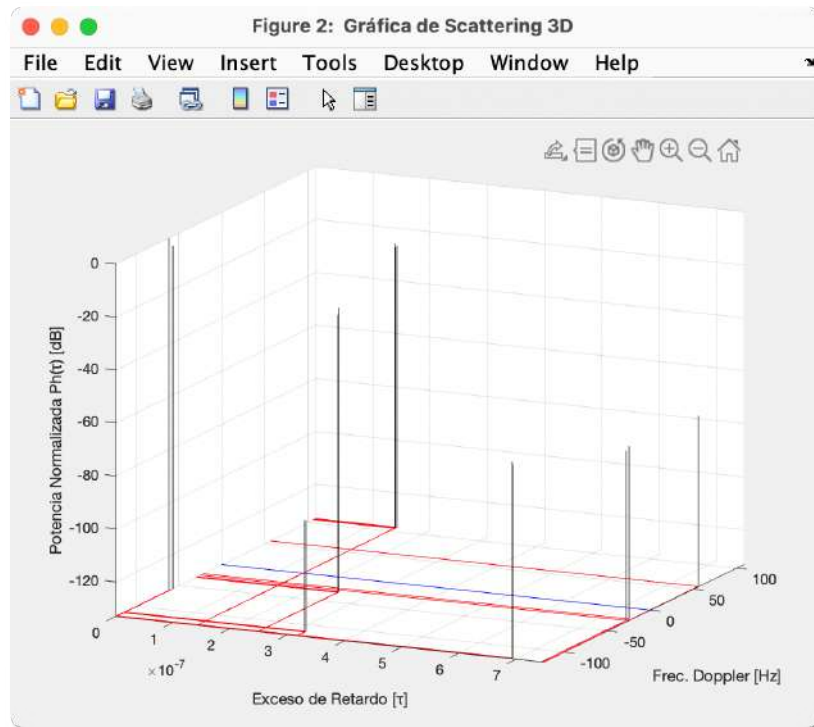 Figure 2: Gráfica de Scattering 3D
File Edit View Insert Tools Desktop Window Help
0
-20
-40
-60
-80
-100
-120
Potencia Normalizada Ph(τ) [dB]
0 1 2 3 4 5 6 7
×10-7
Exceso de Retardo [τ]
-100 -50 0 50 100
Frec. Doppler [Hz]